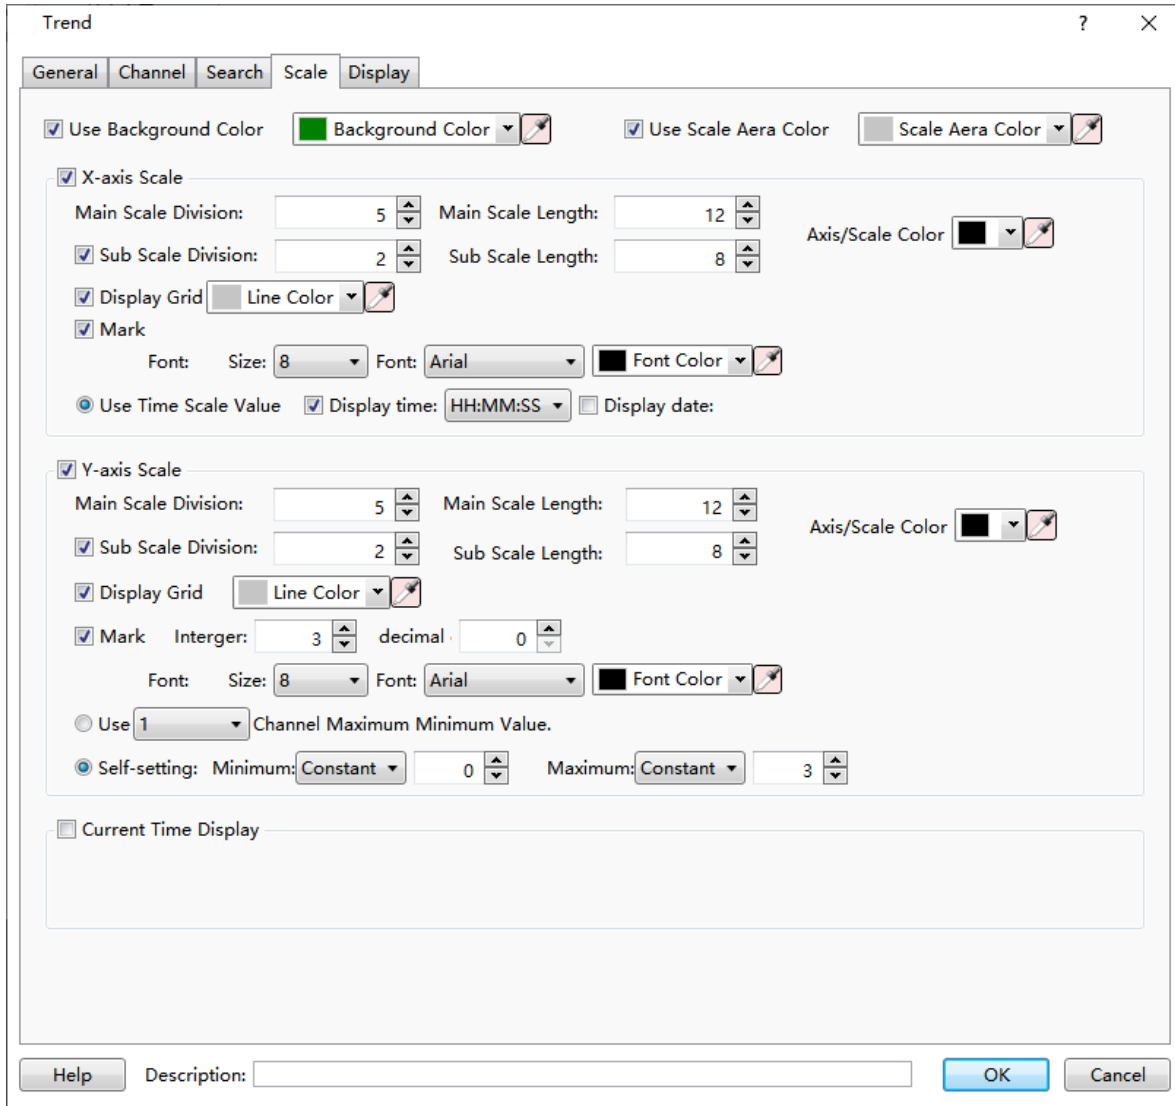 Trend ?
General Channel Search Scale Display
Use Background Color Background Color Use Scale Aera Color Scale Aera Color
X-axis Scale
Main Scale Division: 5 Main Scale Length: 12
Axis/Scale Color
Sub Scale Division: 2 Sub Scale Length: 8
Display Grid Line Color
Mark
Font: Size: 8 Font: Arial Font Color
Use Time Scale Value Display time: HH:MM:SS Display date:
Y-axis Scale
Main Scale Division: 5 Main Scale Length: 12
Axis/Scale Color
Sub Scale Division: 2 Sub Scale Length: 8
Display Grid Line Color
Mark Interger: 3 decimal 0
Font: Size: 8 Font: Arial Font Color
Use 1 Channel Maximum Minimum Value.
Self-setting: Minimum: Constant 0 Maximum: Constant 3
Current Time Display
Help Description: OK Cancel